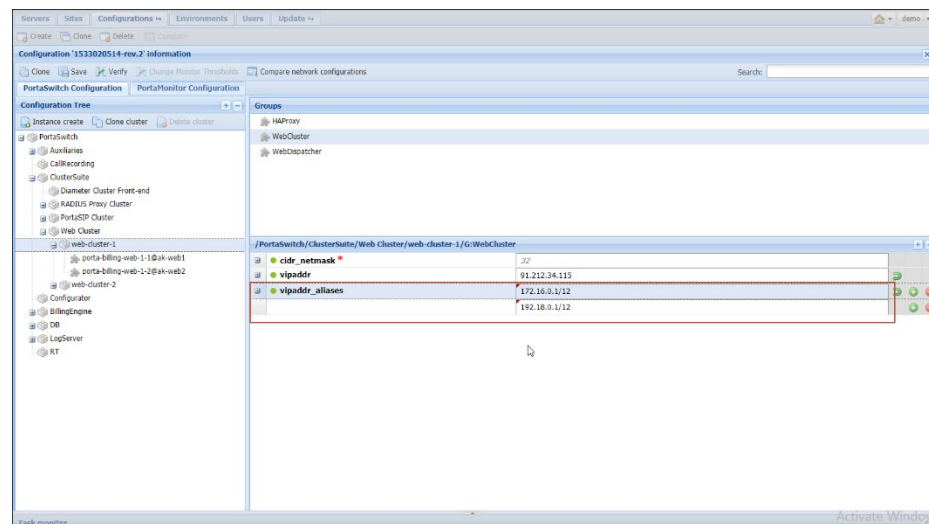 Servers Sites Configurations Environments Users Update demo
Create Clone Delete Compare
Configuration '1533020514-rev.2' information
Clone Save Verify Change Monitor Thresholds Compare network configurations Search:
PortaSwitch Configuration PortaMonitor Configuration
Configuration Tree
Instance create Clone cluster Delete cluster
PortaSwitch
Auxiliaries
CallRecording
ClusterSuite
Diameter Cluster Front-end
RADIUS Proxy Cluster
PortaSIP Cluster
Web Cluster
web-cluster-1
porta-billing-web-1-1@ak-web1
porta-billing-web-1-2@ak-web2
web-cluster-2
Configurator
BillingEngine
DB
LogServer
RT
Groups
HAProxy
WebCluster
WebDispatcher
/PortaSwitch/ClusterSuite/Web Cluster/web-cluster-1/G:WebCluster
cidr_netmask * 32
vipaddr 91.212.34.115
vipaddr_aliases 172.16.0.1/12
192.18.0.1/12
Task monitor
Activate Window